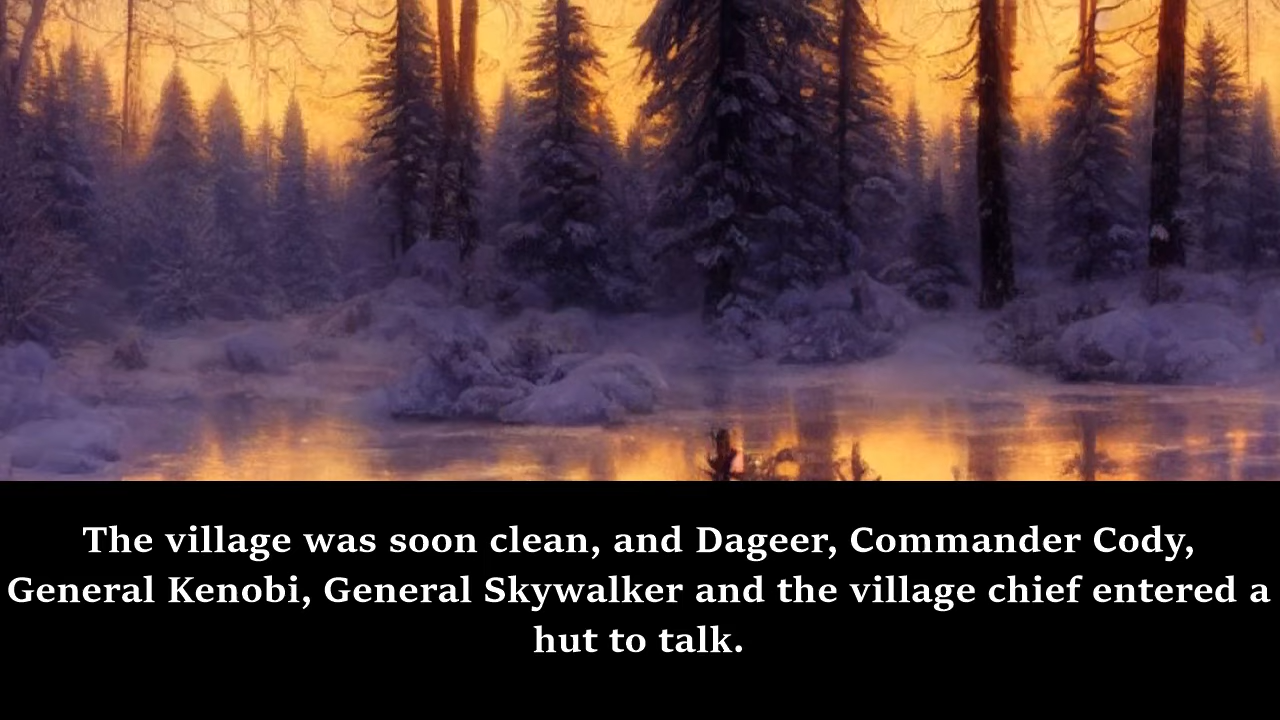 The village was soon clean, and Dageer, Commander Cody,
General Kenobi, General Skywalker and the village chief entered a
hut to talk.